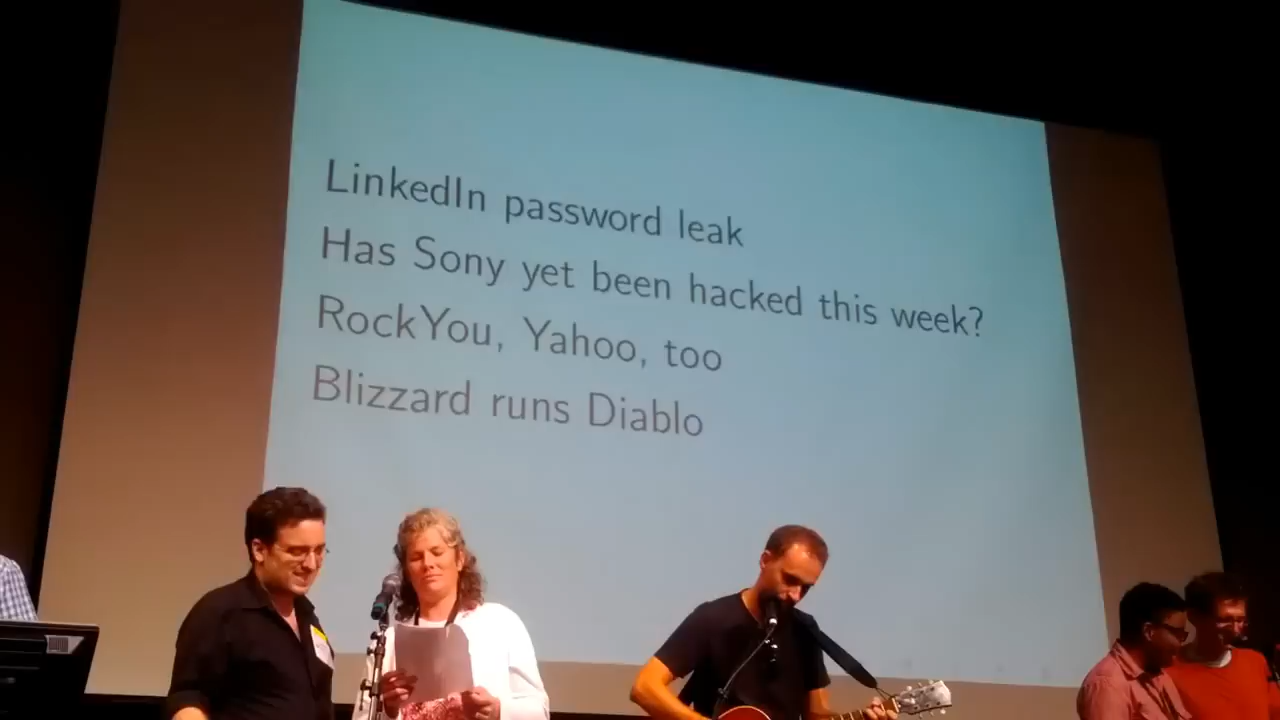 LinkedIn password leak
Has Sony yet been hacked this week?
RockYou, Yahoo, too
Blizzard runs Diablo